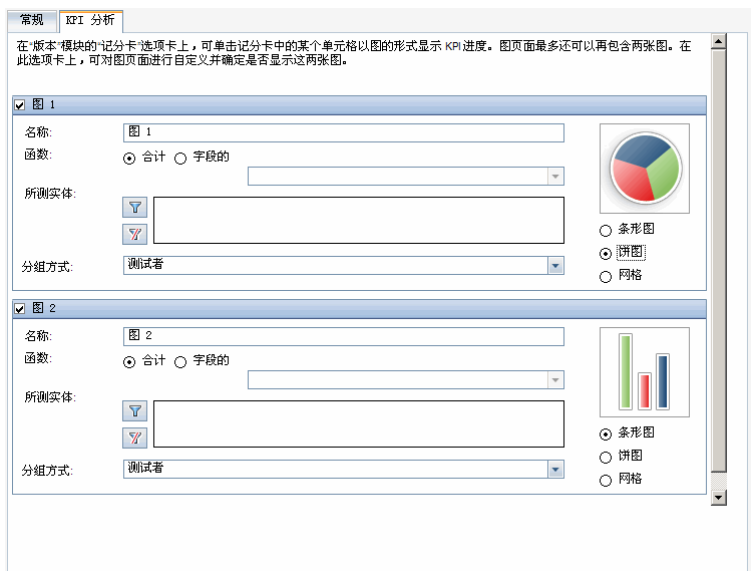 常规 KPI 分析
在“版本”模块的“记分卡”选项卡上，可单击记分卡中的某个单元格以图的形式显示 KPI 进度。图页面最多还可以再包含两张图。在
此选项卡上，可对图页面进行自定义并确定是否显示这两张图。
图 1
名称: 图 1
函数: 合计 字段的
所测实体:
条形图
饼图
分组方式: 测试者
网格
图 2
名称: 图 2
函数: 合计 字段的
所测实体:
条形图
饼图
分组方式: 测试者
网格